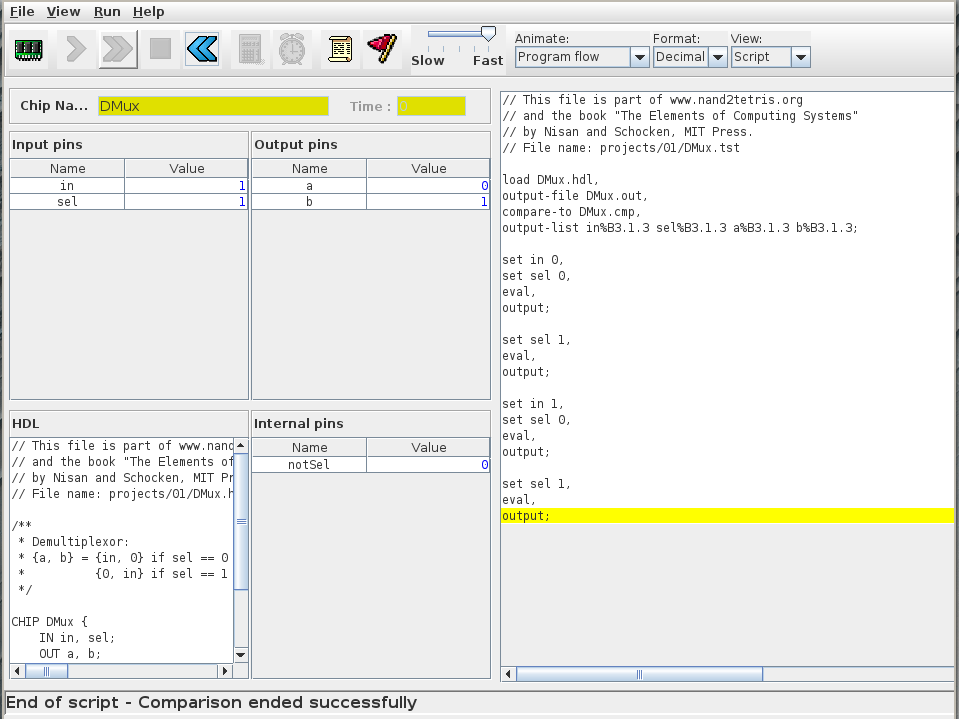 File View Run Help
Slow Fast
Animate: Format: View:
Program flow Decimal Script
Chip Na... DMux Time : 0
Input pins
Name Value
in 1
sel 1
Output pins
Name Value
a 0
b 1
HDL
// This file is part of www.nand
// and the book "The Elements of
// by Nisan and Schocken, MIT Pr
// File name: projects/01/DMux.h
/**
* Demultiplexor:
* {a, b} = {in, 0} if sel == 0
* {0, in} if sel == 1
*/
CHIP DMux {
IN in, sel;
OUT a, b;
Internal pins
Name Value
notSel 0
// This file is part of www.nand2tetris.org
// and the book "The Elements of Computing Systems"
// by Nisan and Schocken, MIT Press.
// File name: projects/01/DMux.tst
load DMux.hdl,
output-file DMux.out,
compare-to DMux.cmp,
output-list in%B3.1.3 sel%B3.1.3 a%B3.1.3 b%B3.1.3;
set in 0,
set sel 0,
eval,
output;
set sel 1,
eval,
output;
set in 1,
set sel 0,
eval,
output;
set sel 1,
eval,
output;
End of script - Comparison ended successfully